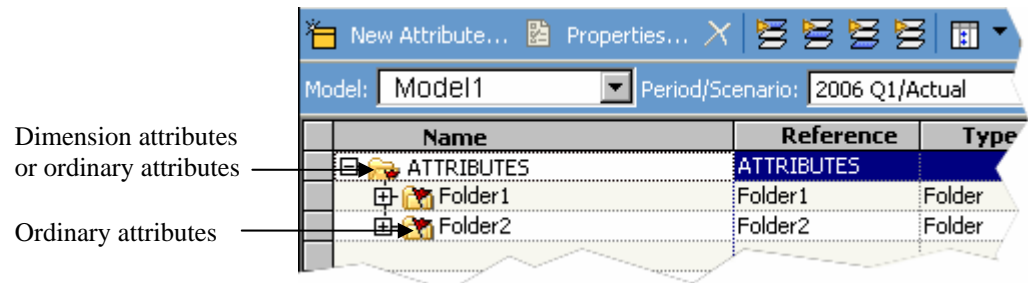 New Attribute... Properties...
Model: Model1 Period/Scenario: 2006 Q1/Actual
Name Reference Type
Dimension attributes
or ordinary attributes
ATTRIBUTES ATTRIBUTES
Folder1 Folder1 Folder
Ordinary attributes
Folder2 Folder2 Folder